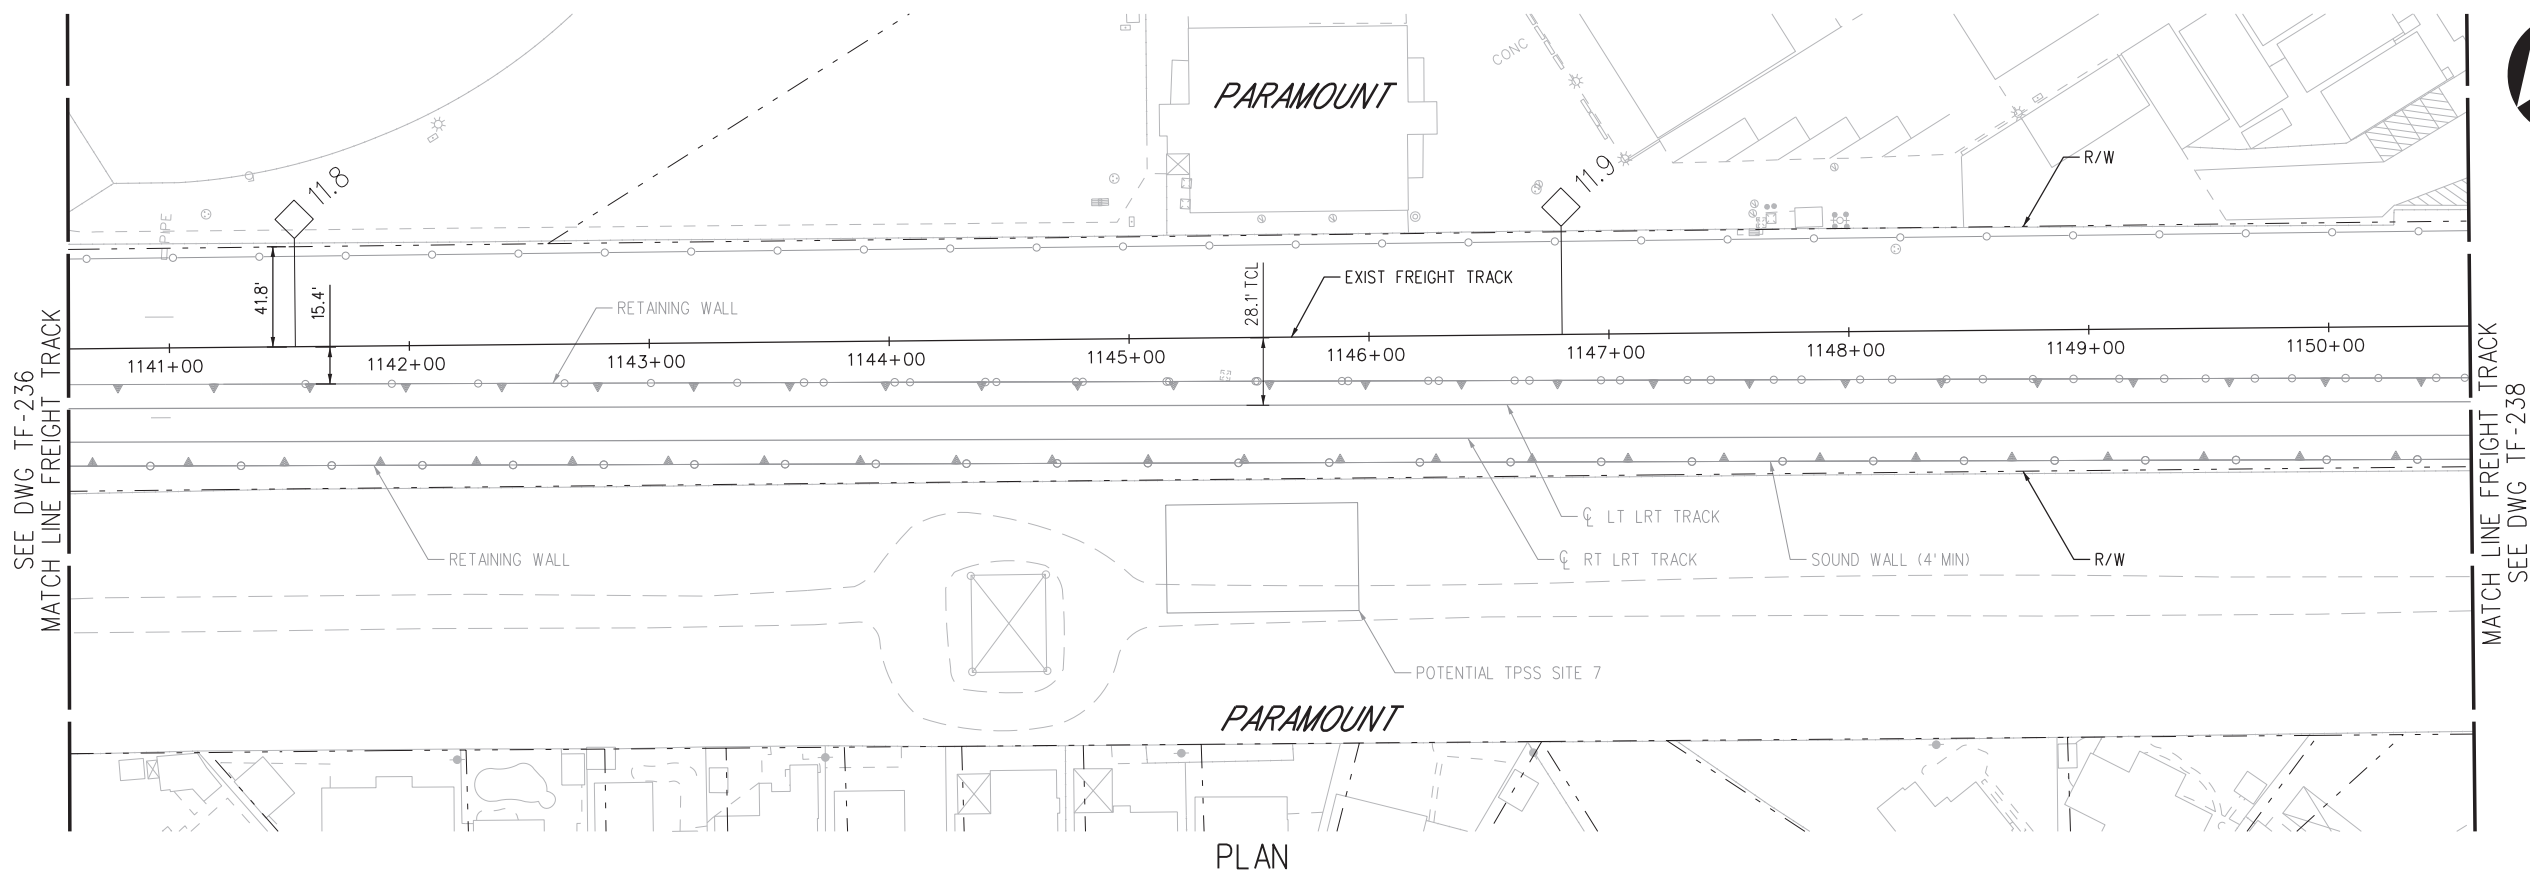 PARAMOUNT
CONC
11.8
11.9
R/W
PIPE
41.8'
15.4'
28.1' TCL
RETAINING WALL
EXIST FREIGHT TRACK
1141+00
1142+00
1143+00
1144+00
1145+00
1146+00
1147+00
1148+00
1149+00
1150+00
SEE DWG TF-236
MATCH LINE FREIGHT TRACK
MATCH LINE FREIGHT TRACK
SEE DWG TF-238
℄ LT LRT TRACK
RETAINING WALL
℄ RT LRT TRACK
SOUND WALL (4'MIN)
R/W
POTENTIAL TPSS SITE 7
PARAMOUNT
PLAN